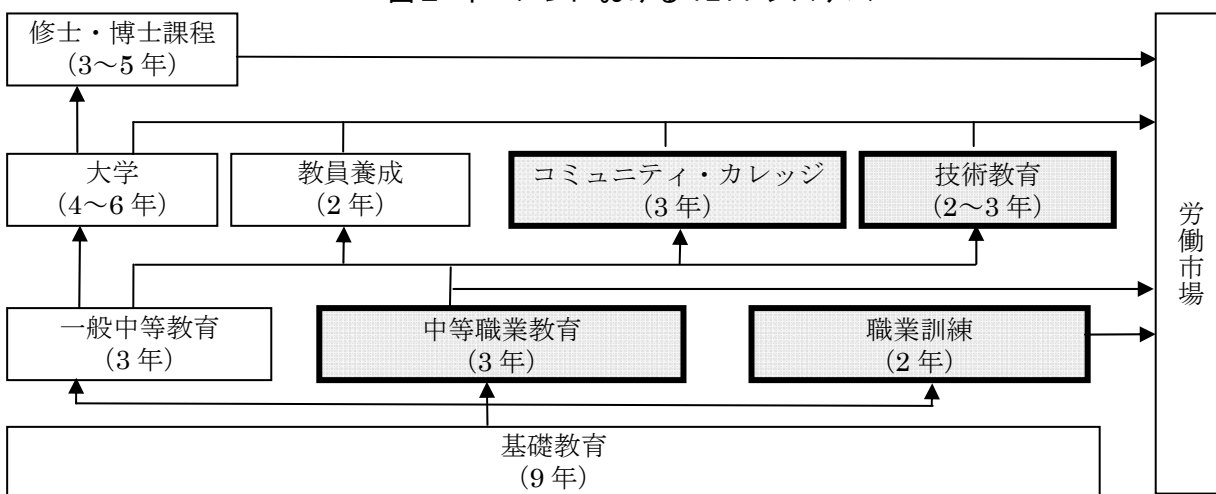 修士・博士課程
（3～5 年）
大学
（4～6 年）
教員養成
（2 年）
コミュニティ・カレッジ
（3 年）
技術教育
（2～3 年）
労働市場
一般中等教育
（3 年）
中等職業教育
（3 年）
職業訓練
（2 年）
基礎教育
（9 年）